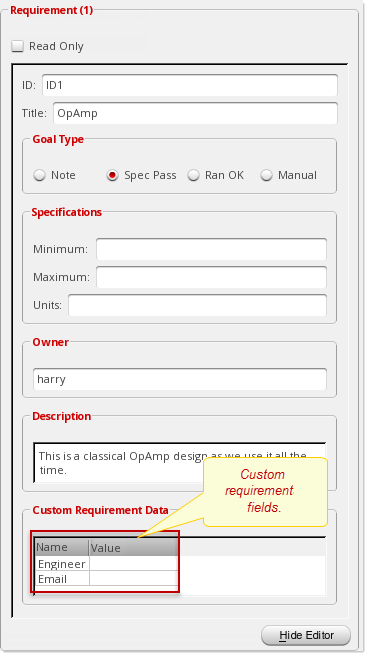 Requirement (1)
Read Only
ID: ID1
Title: OpAmp
Goal Type
Note Spec Pass Ran OK Manual
Specifications
Minimum:
Maximum:
Units:
Owner
harry
Description
This is a classical OpAmp design as we use it all the
time.
Custom
requirement
fields.
Custom Requirement Data
Name Value
Engineer
Email
Hide Editor